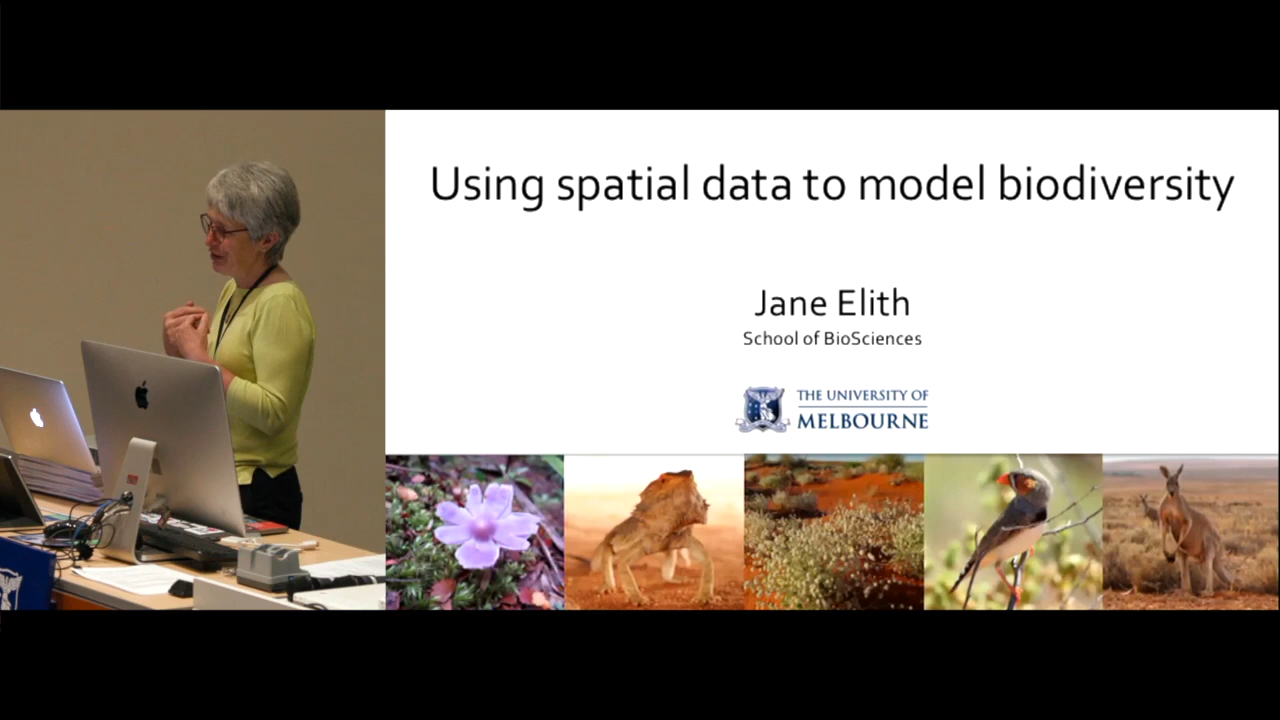 Using spatial data to model biodiversity
Jane Elith
School of BioSciences
THE UNIVERSITY OF
MELBOURNE